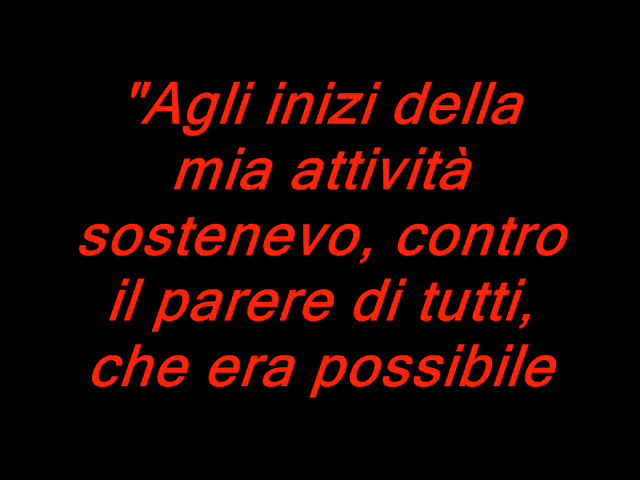 "Agli inizi della
mia attività
sostenevo, contro
il parere di tutti,
che era possibile